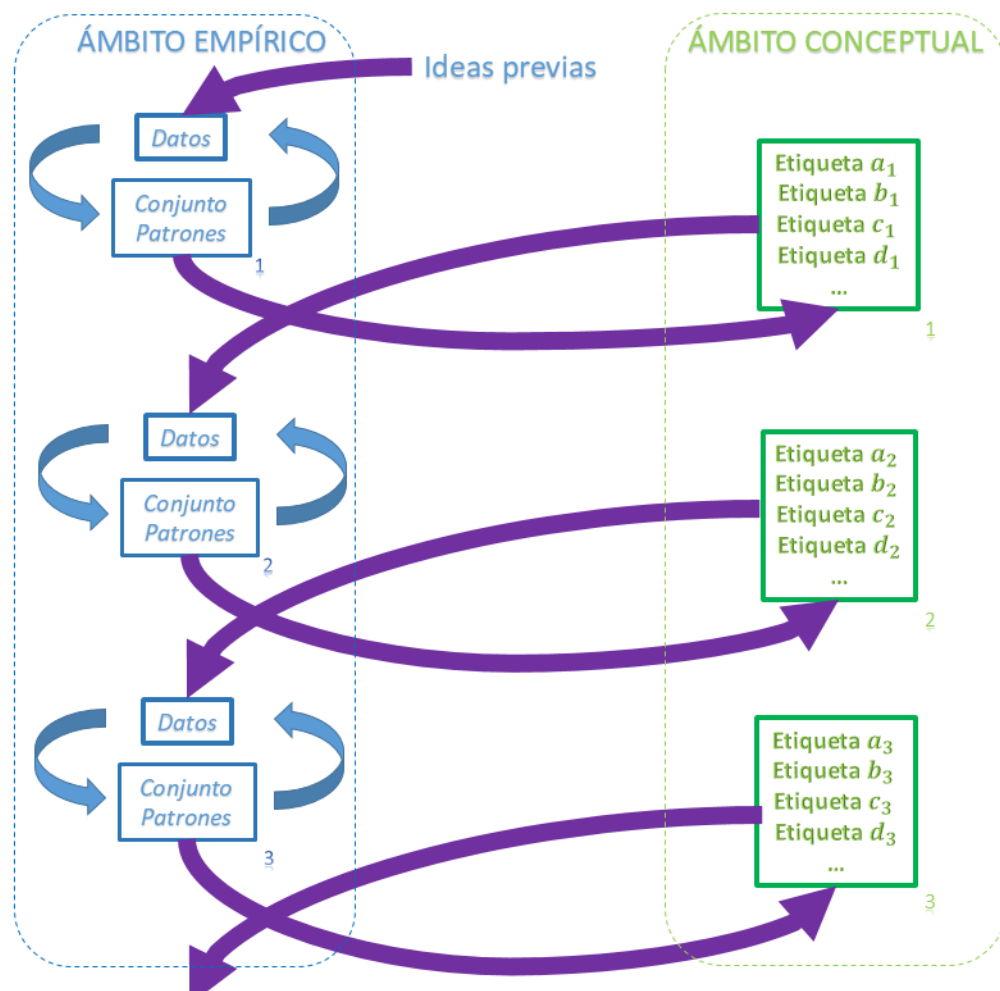 ÁMBITO EMPÍRICO
ÁMBITO CONCEPTUAL
Ideas previas
Datos
Conjunto
Patrones
1
Etiqueta a₁
Etiqueta b₁
Etiqueta c₁
Etiqueta d₁
...
1
Datos
Conjunto
Patrones
2
Etiqueta a₂
Etiqueta b₂
Etiqueta c₂
Etiqueta d₂
...
2
Datos
Conjunto
Patrones
3
Etiqueta a₃
Etiqueta b₃
Etiqueta c₃
Etiqueta d₃
...
3